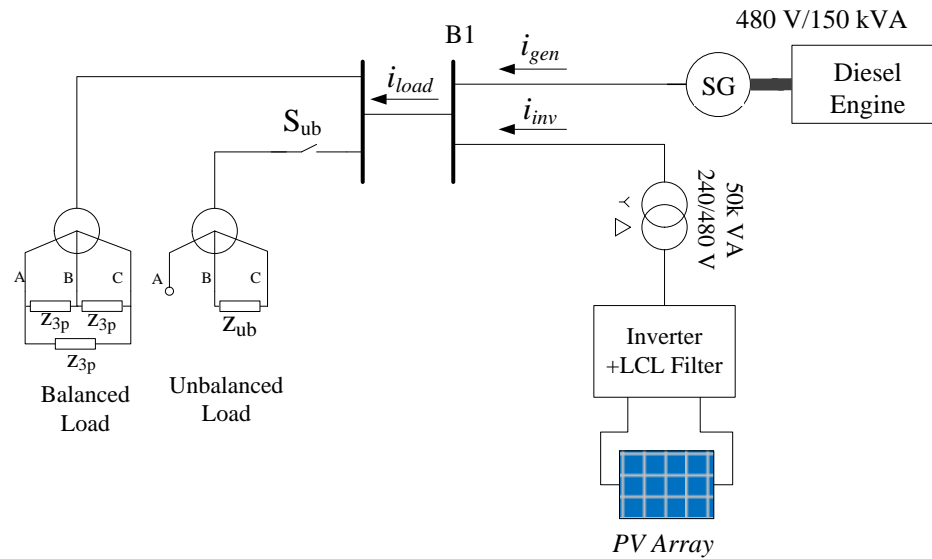 480 V/150 kVA
B1
i_gen
SG
Diesel
Engine
i_load
i_inv
S_ub
50k VA
240/480 V
A
B
C
A
B
C
Z_3p
Z_3p
Z_3p
Z_ub
Balanced
Load
Unbalanced
Load
Inverter
+LCL Filter
PV Array